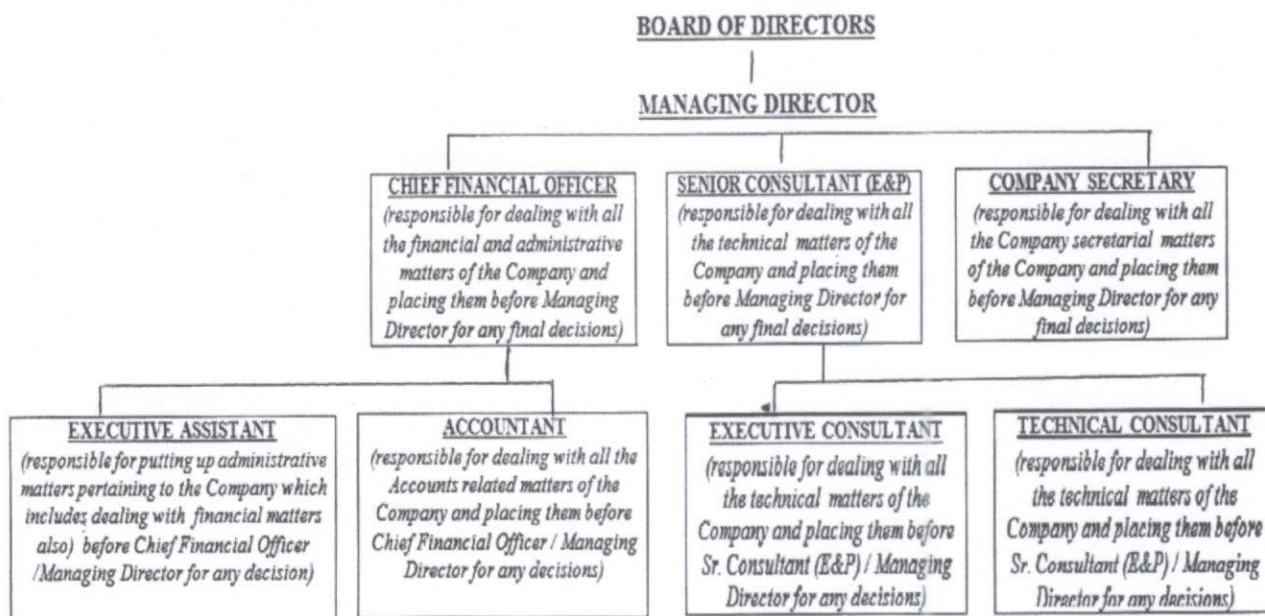 BOARD OF DIRECTORS
MANAGING DIRECTOR
CHIEF FINANCIAL OFFICER
(responsible for dealing with all
the financial and administrative
matters of the Company and
placing them before Managing
Director for any final decisions)
SENIOR CONSULTANT (E&P)
(responsible for dealing with all
the technical matters of the
Company and placing them
before Managing Director for
any final decisions)
COMPANY SECRETARY
(responsible for dealing with all
the Company secretarial matters
of the Company and placing them
before Managing Director for any
final decisions)
EXECUTIVE ASSISTANT
(responsible for putting up administrative
matters pertaining to the Company which
includes dealing with financial matters
also) before Chief Financial Officer
/Managing Director for any decision)
ACCOUNTANT
(responsible for dealing with all the
Accounts related matters of the
Company and placing them before
Chief Financial Officer / Managing
Director for any decisions)
EXECUTIVE CONSULTANT
(responsible for dealing with all
the technical matters of the
Company and placing them before
Sr. Consultant (E&P) / Managing
Director for any decisions)
TECHNICAL CONSULTANT
(responsible for dealing with all
the technical matters of the
Company and placing them before
Sr. Consultant (E&P) / Managing
Director for any decisions)